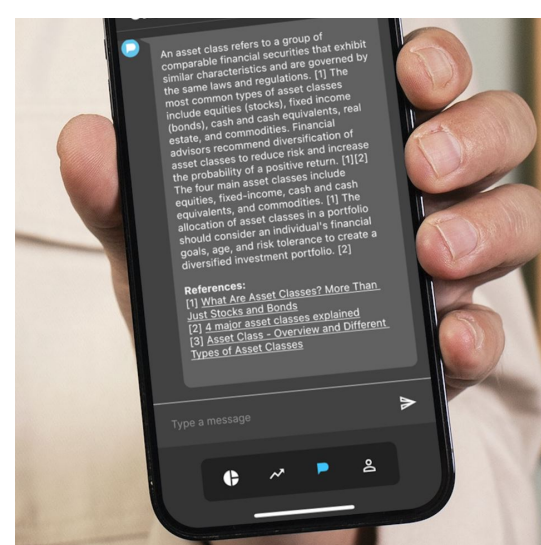 An asset class refers to a group of
comparable financial securities that exhibit
similar characteristics and are governed by
the same laws and regulations. [1] The
most common types of asset classes
include equities (stocks), fixed income
(bonds), cash and cash equivalents, real
estate, and commodities. Financial
advisors recommend diversification of
asset classes to reduce risk and increase
the probability of a positive return. [1][2]
The four main asset classes include
equities, fixed-income, cash and cash
equivalents, and commodities. [1] The
allocation of asset classes in a portfolio
should consider an individual's financial
goals, age, and risk tolerance to create a
diversified investment portfolio. [2]
References:
[1] What Are Asset Classes? More Than
Just Stocks and Bonds
[2] 4 major asset classes explained
[3] Asset Class - Overview and Different
Types of Asset Classes
Type a message